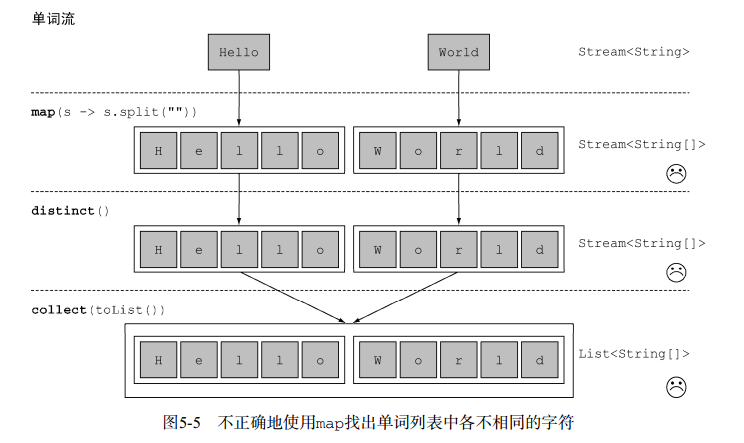 单词流
Hello World Stream<String>
map(s -> s.split(""))
H e l l o W o r l d Stream<String[]>
distinct()
H e l l o W o r l d Stream<String[]>
collect(toList())
H e l l o W o r l d List<String[]>
图5-5 不正确地使用map找出单词列表中各不相同的字符